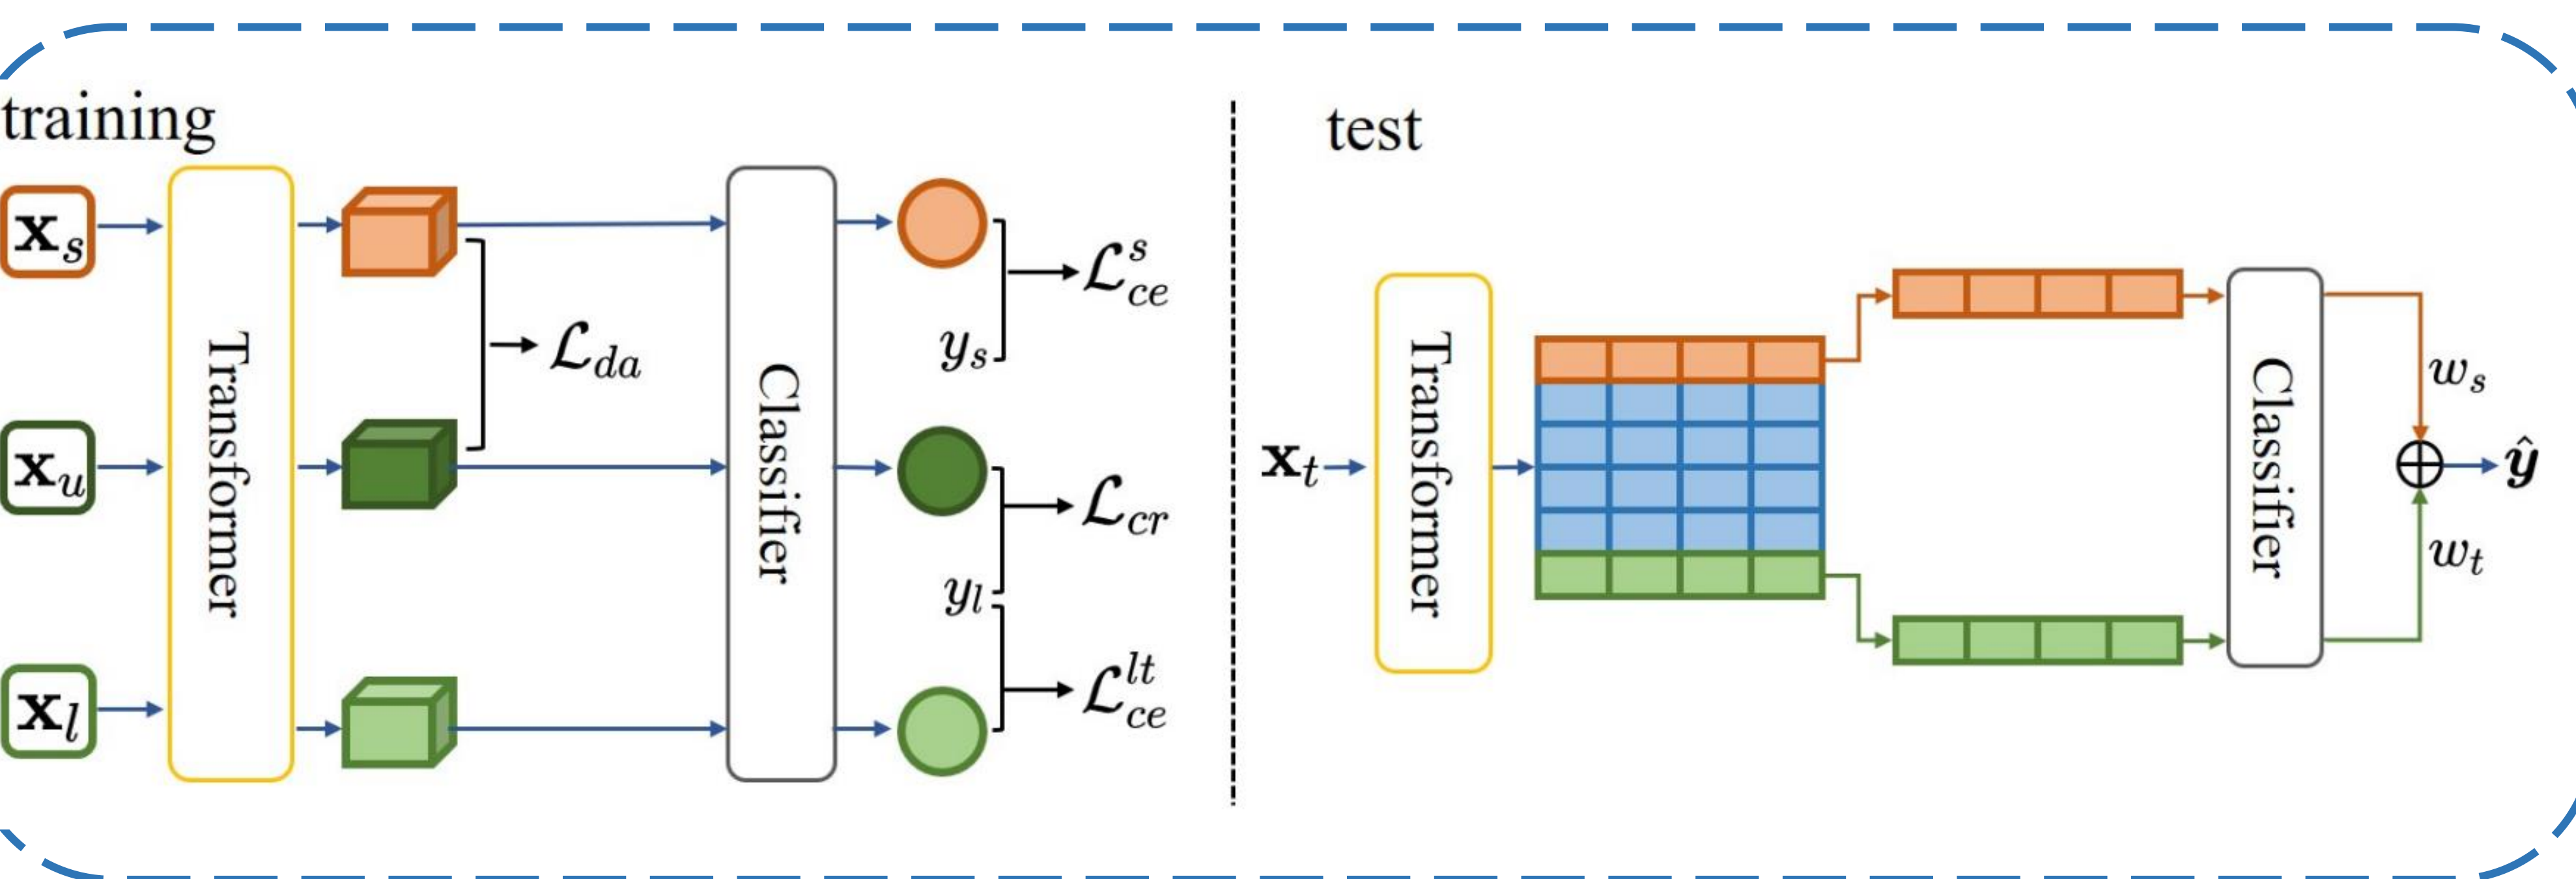 training
x_s
x_u
x_l
Transformer
ℒ_da
Classifier
y_s
y_l
ℒ^s_ce
ℒ_cr
ℒ^lt_ce
test
x_t
Transformer
Classifier
w_s
w_t
ŷ